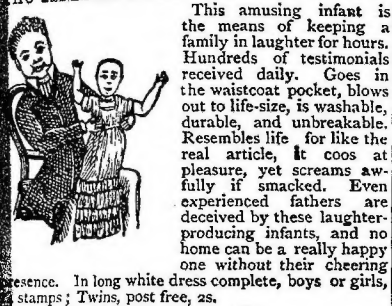 This amusing infant is
the means of keeping a
family in laughter for hours.
Hundreds of testimonials
received daily. Goes in
the waistcoat pocket, blows
out to life-size, is washable,
durable, and unbreakable.
Resembles life for like the
real article, it coos at
pleasure, yet screams aw-
fully if smacked. Even
experienced fathers are
deceived by these laughter-
producing infants, and no
home can be a really happy
one without their cheering
presence. In long white dress complete, boys or girls,
stamps; Twins, post free, 2s.